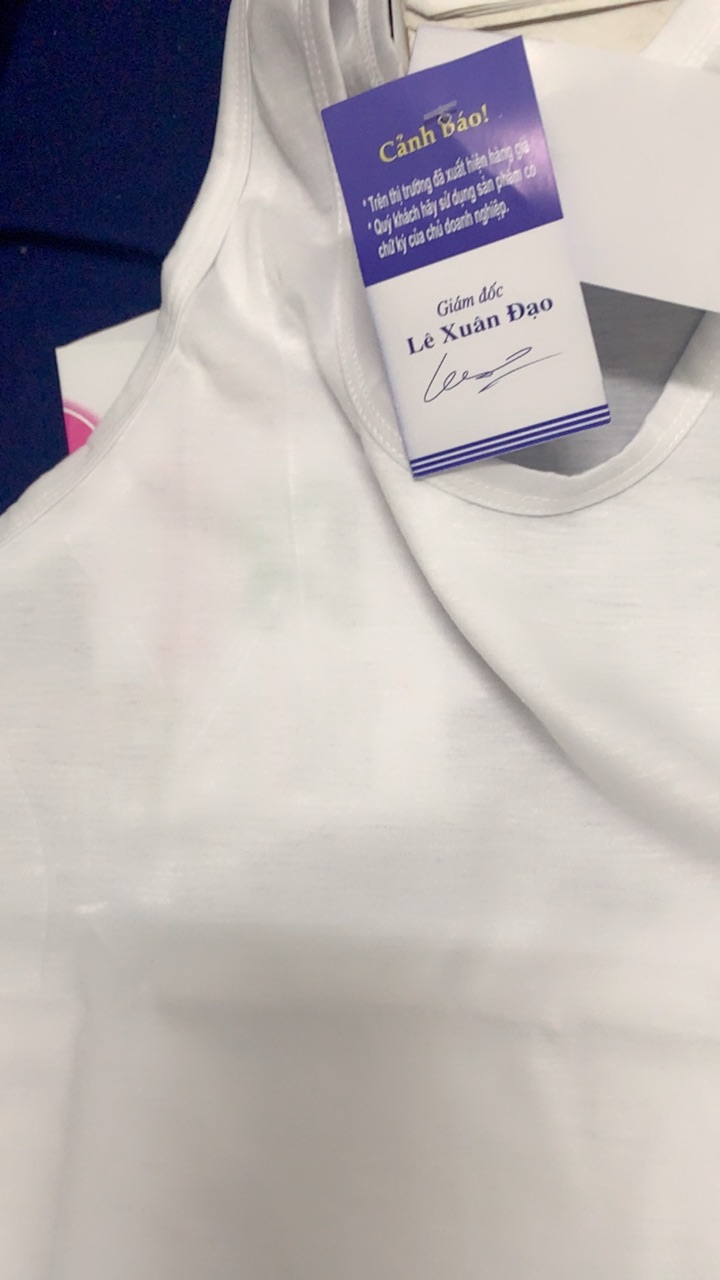 Cảnh báo!
* Trên thị trường đã xuất hiện hàng giả
* Quý khách hãy sử dụng sản phẩm có
chữ ký của chủ doanh nghiệp.
Giám đốc
Lê Xuân Đạo